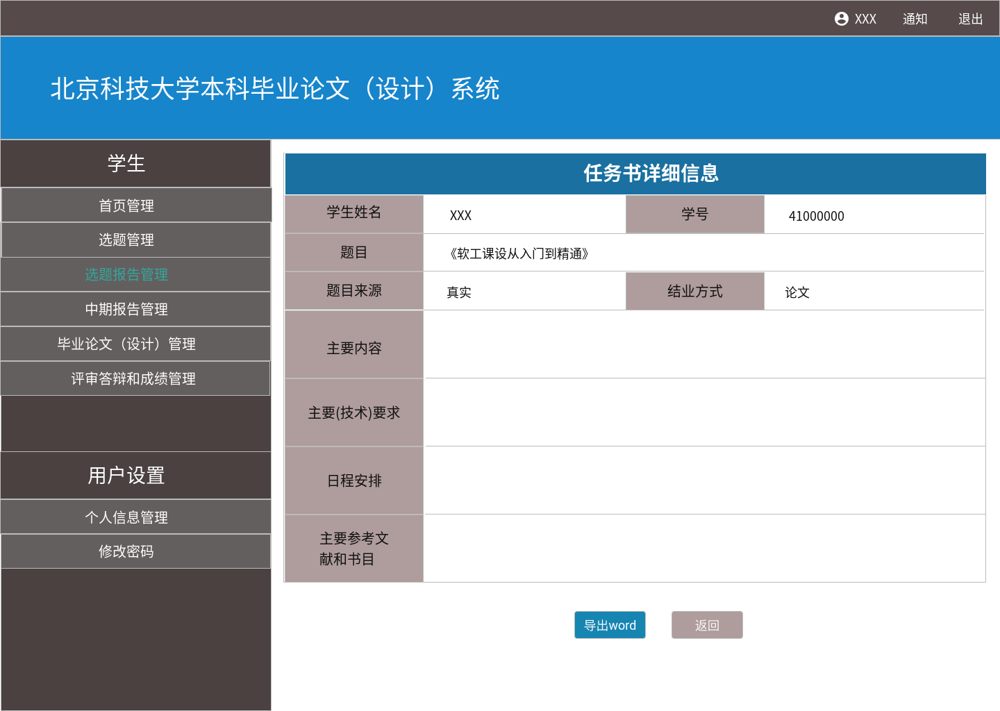 XXX 通知 退出
北京科技大学本科毕业论文（设计）系统
学生
首页管理
选题管理
选题报告管理
中期报告管理
毕业论文（设计）管理
评审答辩和成绩管理
用户设置
个人信息管理
修改密码
任务书详细信息
学生姓名 XXX 学号 41000000
题目 《软工课设从入门到精通》
题目来源 真实 结业方式 论文
主要内容
主要(技术)要求
日程安排
主要参考文
献和书目
导出word 返回